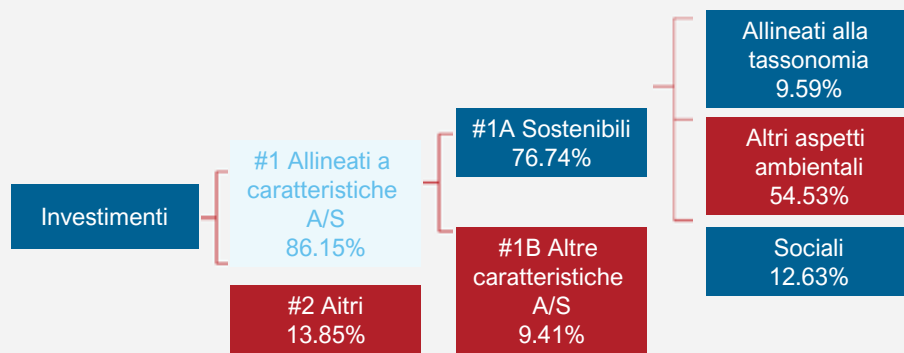 Investimenti
#1 Allineati a
caratteristiche
A/S
86.15%
#2 Aitri
13.85%
#1A Sostenibili
76.74%
#1B Altre
caratteristiche
A/S
9.41%
Allineati alla
tassonomia
9.59%
Altri aspetti
ambientali
54.53%
Sociali
12.63%